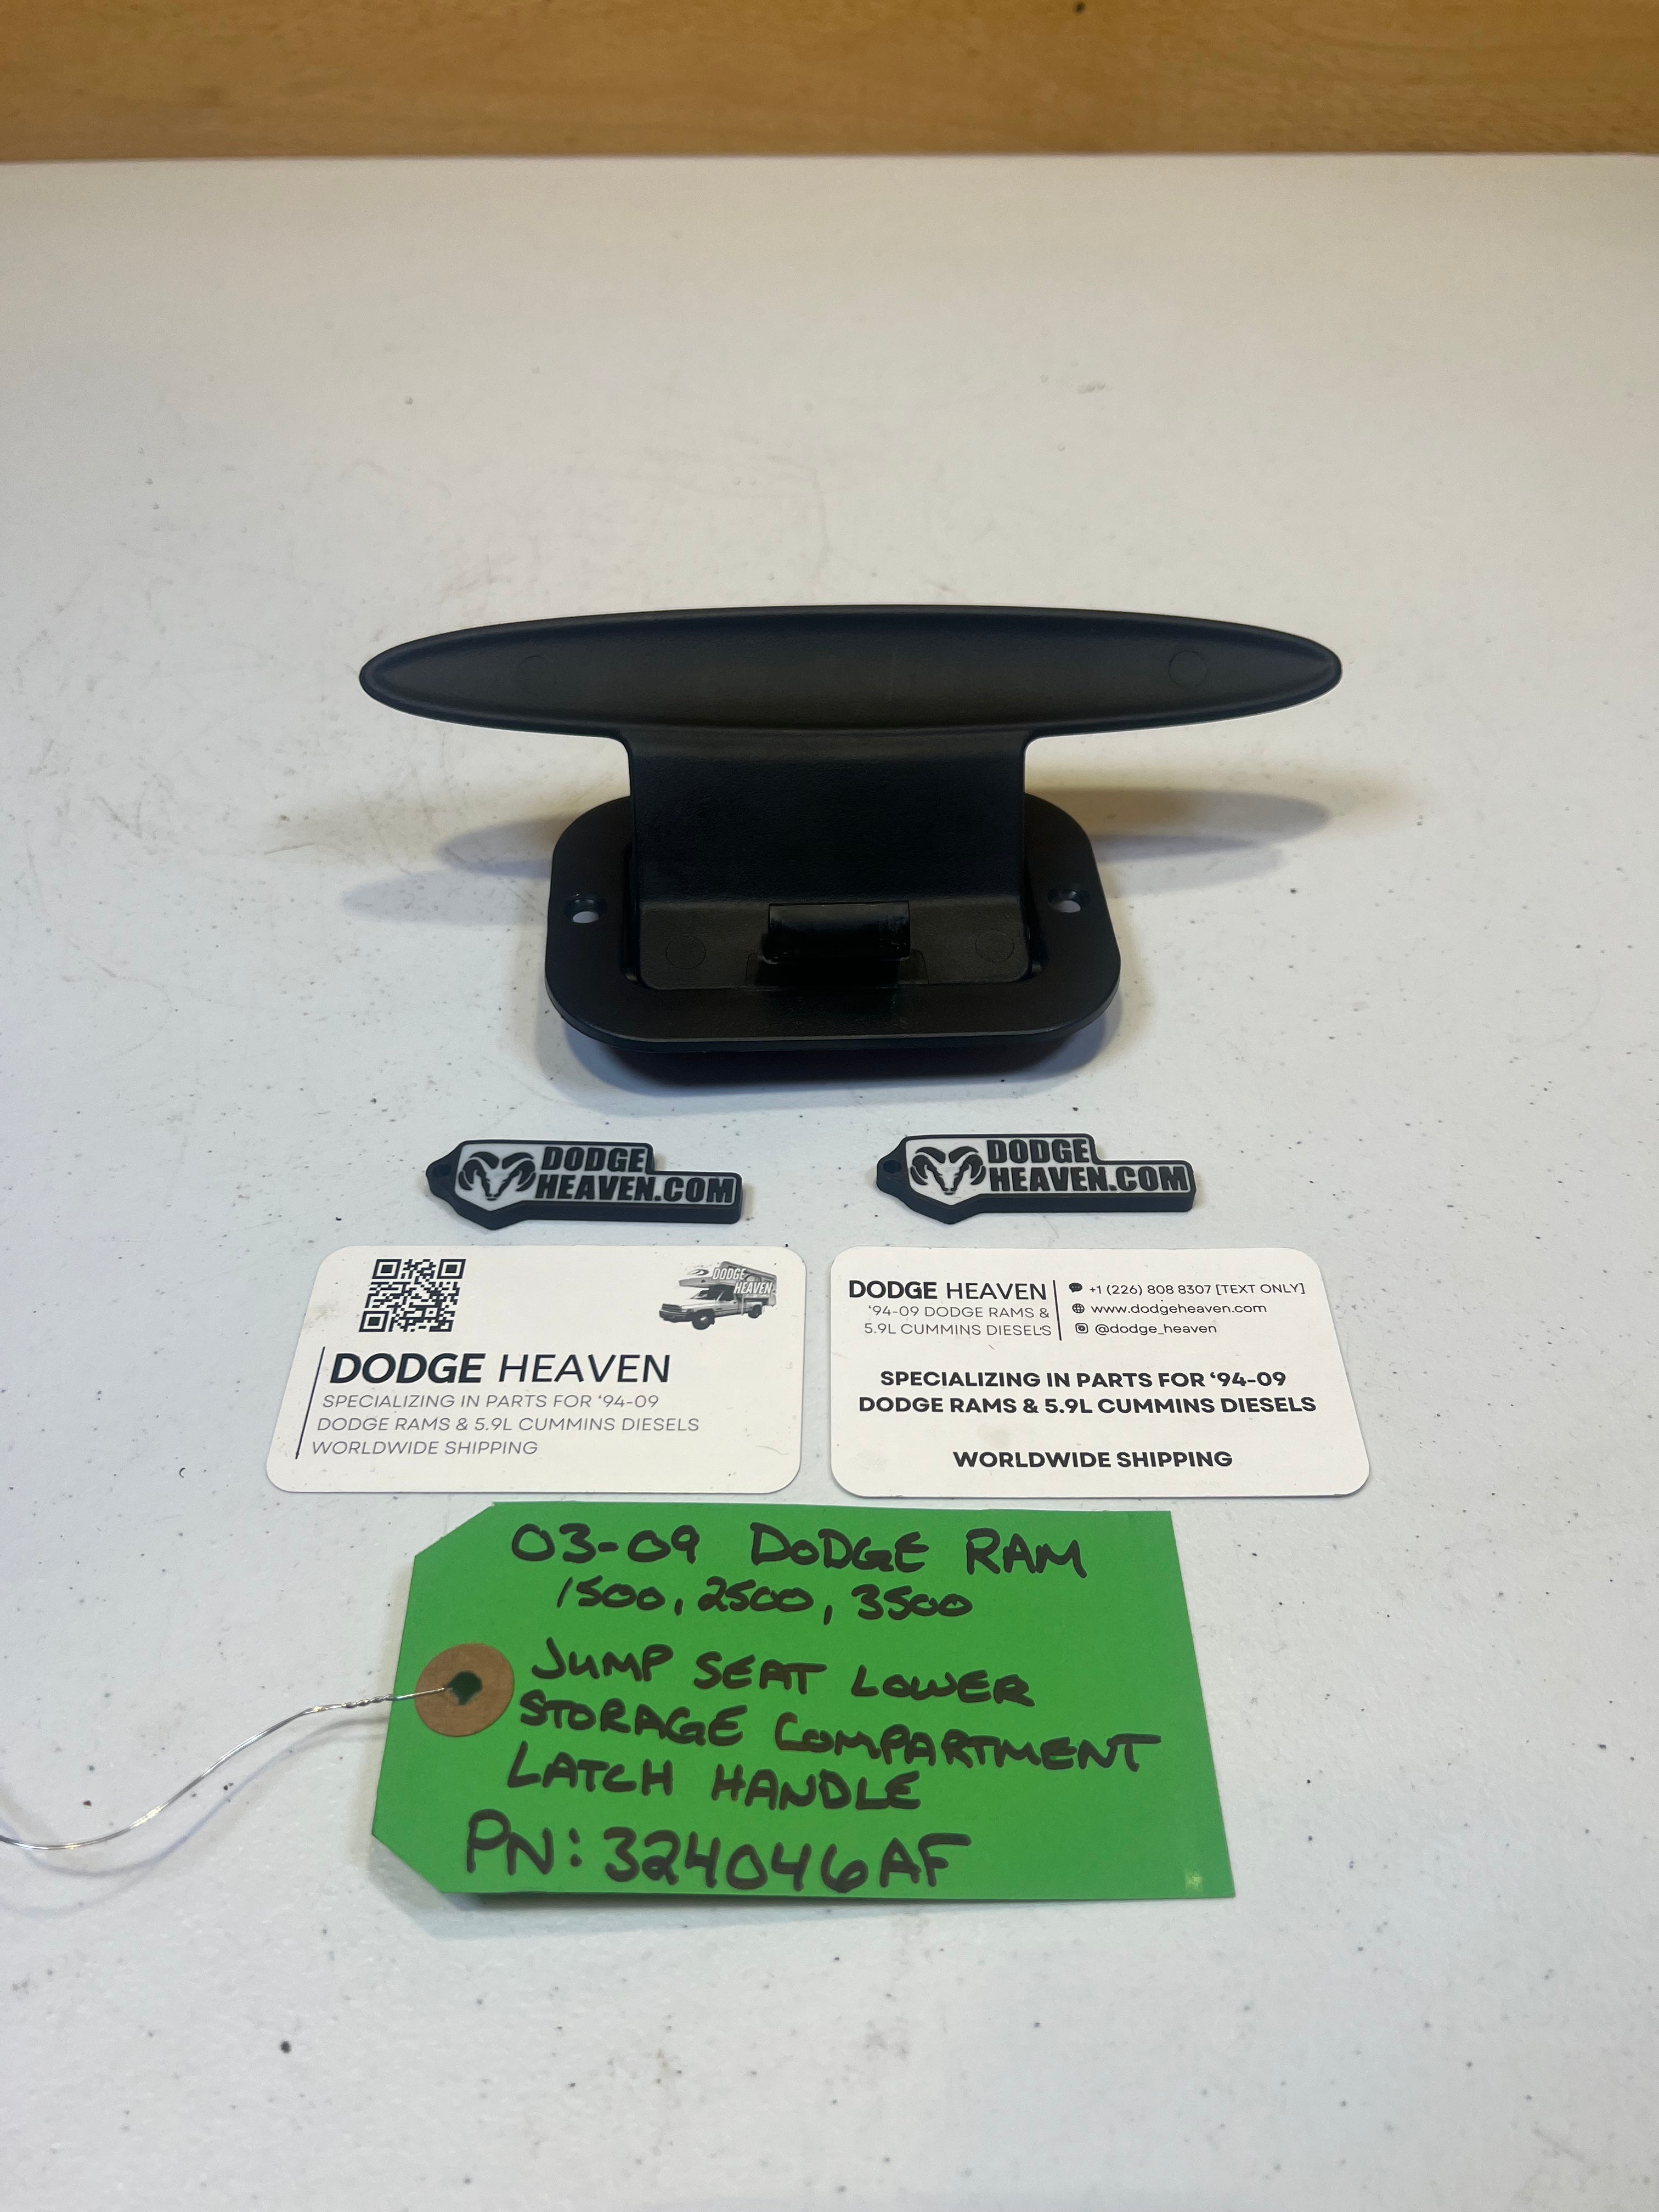 DODGE
HEAVEN.COM
DODGE
HEAVEN.COM
DODGE
HEAVEN
DODGE HEAVEN
SPECIALIZING IN PARTS FOR ‘94-09
DODGE RAMS & 5.9L CUMMINS DIESELS
WORLDWIDE SHIPPING
DODGE HEAVEN
'94-09 DODGE RAMS &
5.9L CUMMINS DIESELS
+1 (226) 808 8307 [TEXT ONLY]
www.dodgeheaven.com
@dodge_heaven
SPECIALIZING IN PARTS FOR ‘94-09
DODGE RAMS & 5.9L CUMMINS DIESELS
WORLDWIDE SHIPPING
03-09 DODGE RAM
1500, 2500, 3500
JUMP SEAT LOWER
STORAGE COMPARTMENT
LATCH HANDLE
PN: 324046AF